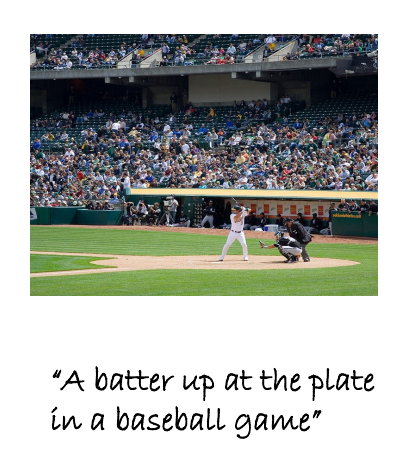 “A batter up at the plate
in a baseball game”